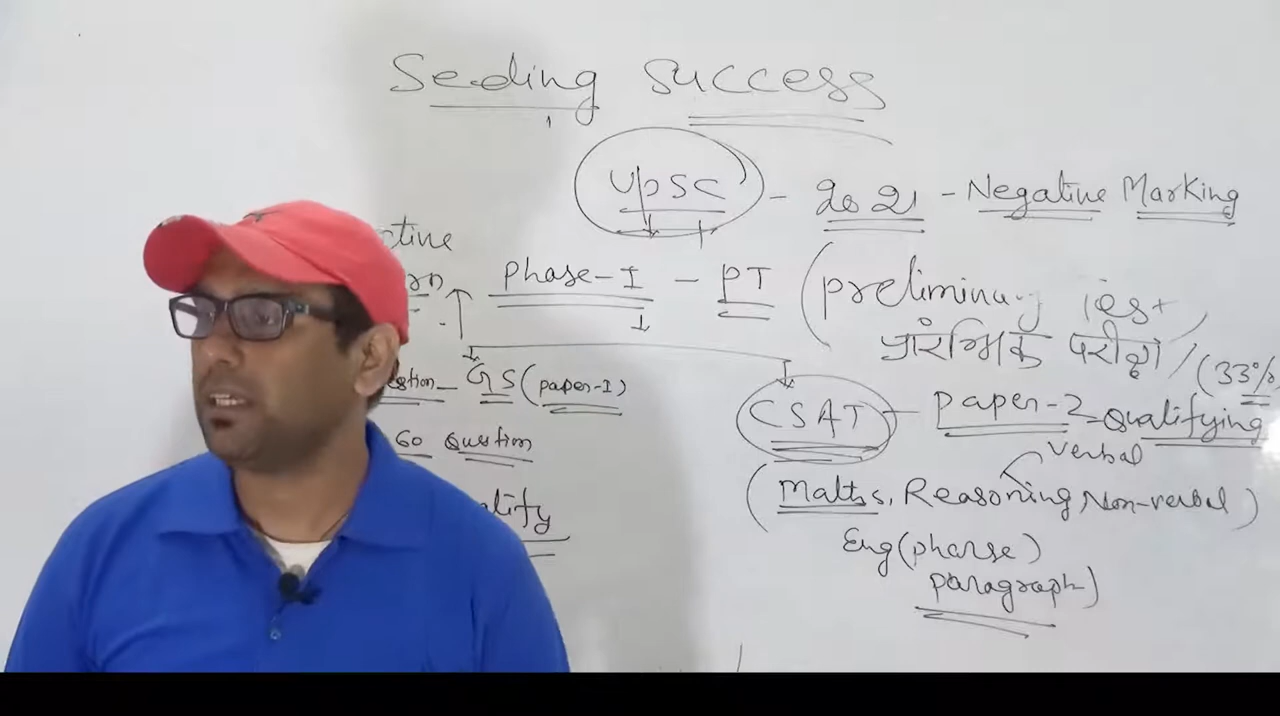 Seeding Success
UPSC - 2021 - Negative Marking
Phase-I - PT (preliminary Test
प्रारंभिक परीक्षा / (33%
GS (paper-I)
CSAT - Paper-2 - Qualifying
60 Question
Verbal
(Maths, Reasoning Non-verbal)
Eng (pharse)
paragraph)